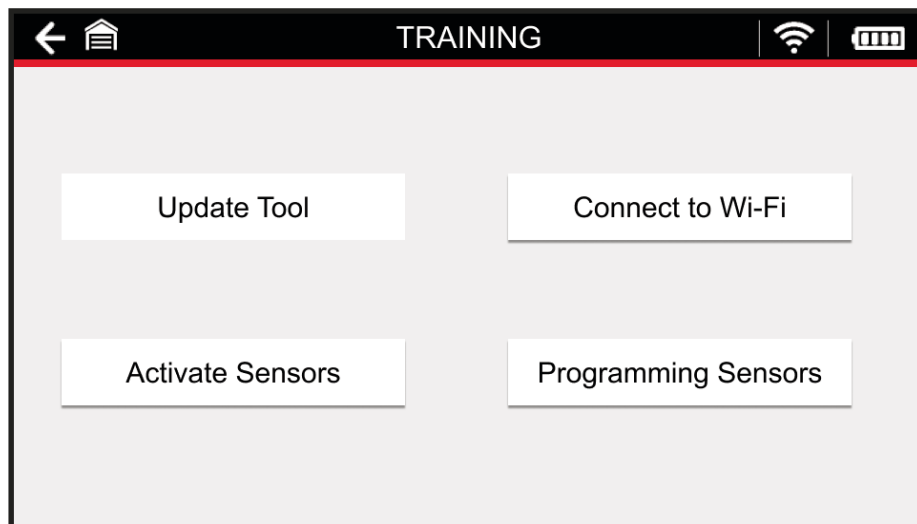 TRAINING
Update Tool
Connect to Wi-Fi
Activate Sensors
Programming Sensors